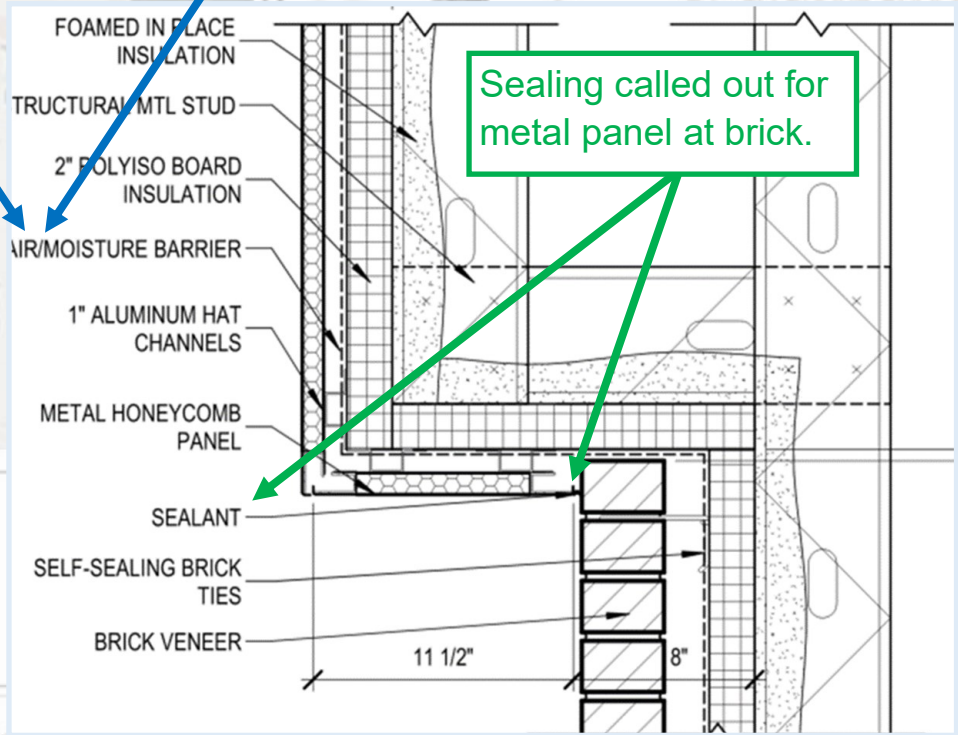 FOAMED IN PLACE
INSULATION
TRUCTURAL MTL STUD
2" POLYISO BOARD
INSULATION
AIR/MOISTURE BARRIER
1" ALUMINUM HAT
CHANNELS
METAL HONEYCOMB
PANEL
SEALANT
SELF-SEALING BRICK
TIES
BRICK VENEER
Sealing called out for
metal panel at brick.
11 1/2"
8"